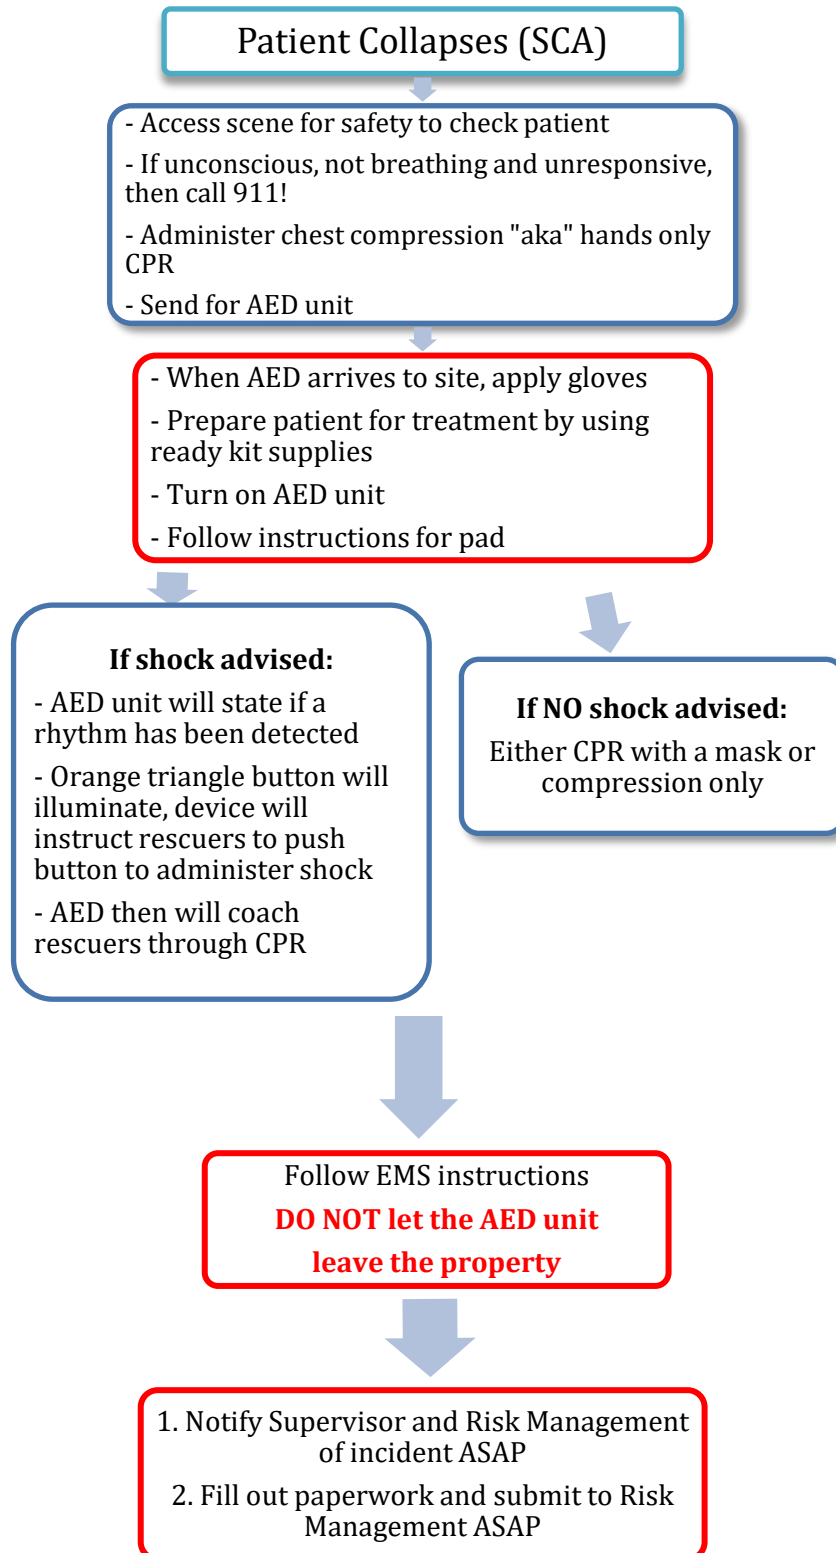 Patient Collapses (SCA)
- Access scene for safety to check patient
- If unconscious, not breathing and unresponsive,
then call 911!
- Administer chest compression "aka" hands only
CPR
- Send for AED unit
- When AED arrives to site, apply gloves
- Prepare patient for treatment by using
ready kit supplies
- Turn on AED unit
- Follow instructions for pad
If shock advised:
- AED unit will state if a
rhythm has been detected
- Orange triangle button will
illuminate, device will
instruct rescuers to push
button to administer shock
- AED then will coach
rescuers through CPR
If NO shock advised:
Either CPR with a mask or
compression only
Follow EMS instructions
DO NOT let the AED unit
leave the property
1. Notify Supervisor and Risk Management
of incident ASAP
2. Fill out paperwork and submit to Risk
Management ASAP